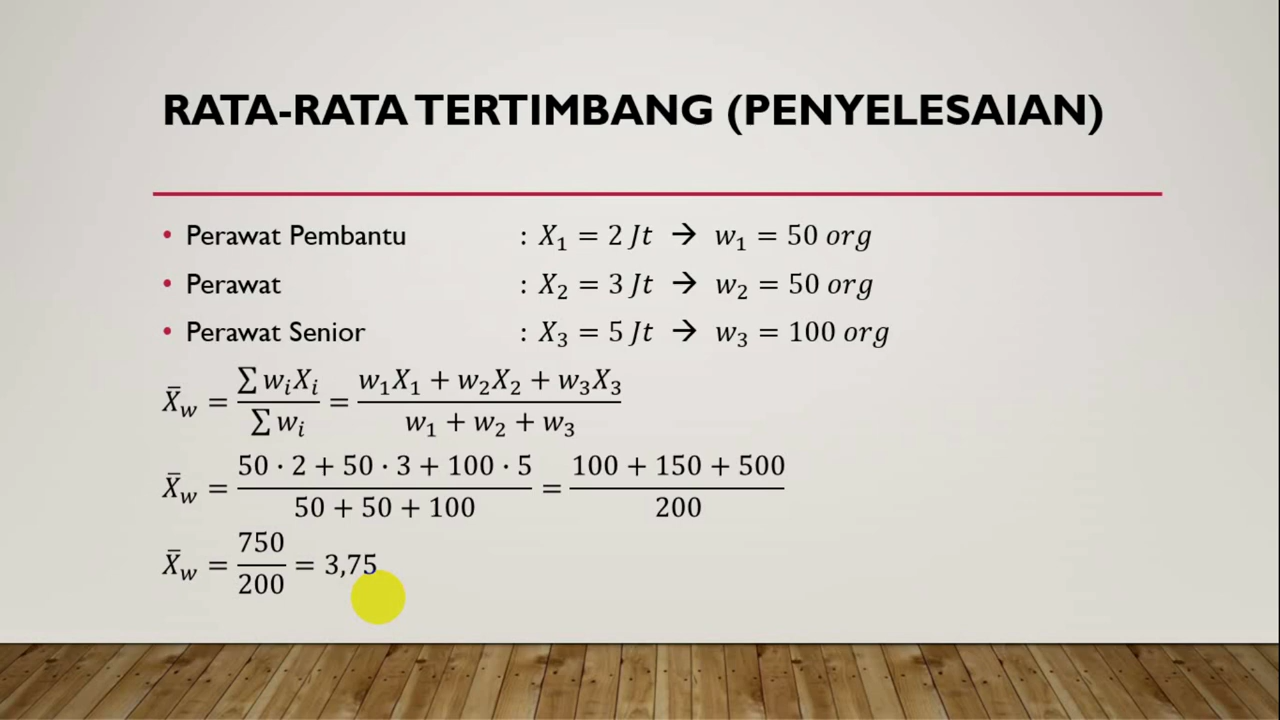 RATA-RATA TERTIMBANG (PENYELESAIAN)
• Perawat Pembantu : X₁ = 2 Jt → w₁ = 50 org
• Perawat : X₂ = 3 Jt → w₂ = 50 org
• Perawat Senior : X₃ = 5 Jt → w₃ = 100 org
X̄w = ∑ wᵢXᵢ / ∑ wᵢ = w₁X₁ + w₂X₂ + w₃X₃ / w₁ + w₂ + w₃
X̄w = 50 · 2 + 50 · 3 + 100 · 5 / 50 + 50 + 100 = 100 + 150 + 500 / 200
X̄w = 750 / 200 = 3,75